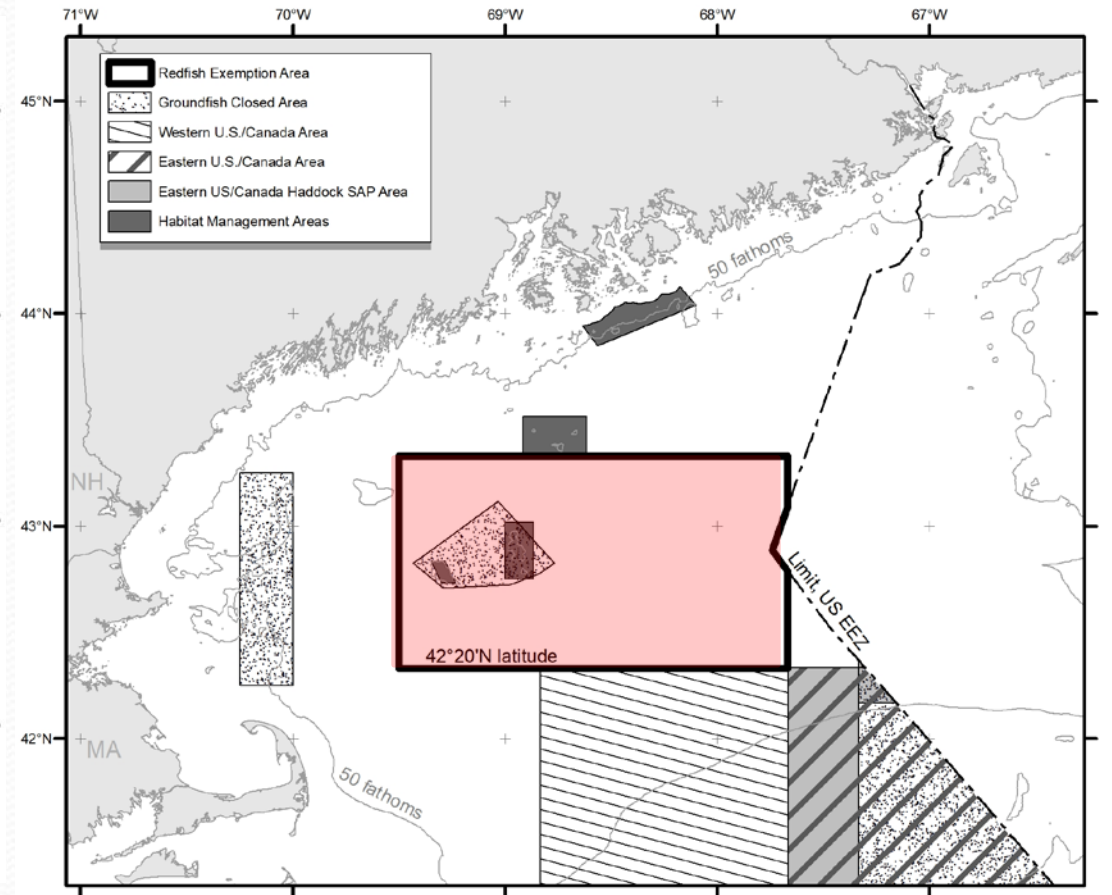 71°W 70°W 69°W 68°W 67°W
Redfish Exemption Area
Groundfish Closed Area
Western U.S./Canada Area
Eastern U.S./Canada Area
Eastern US/Canada Haddock SAP Area
Habitat Management Areas
45°N
50 fathoms
44°N
NH
43°N
Limit, US EEZ
42°20'N latitude
42°N
MA
50 fathoms